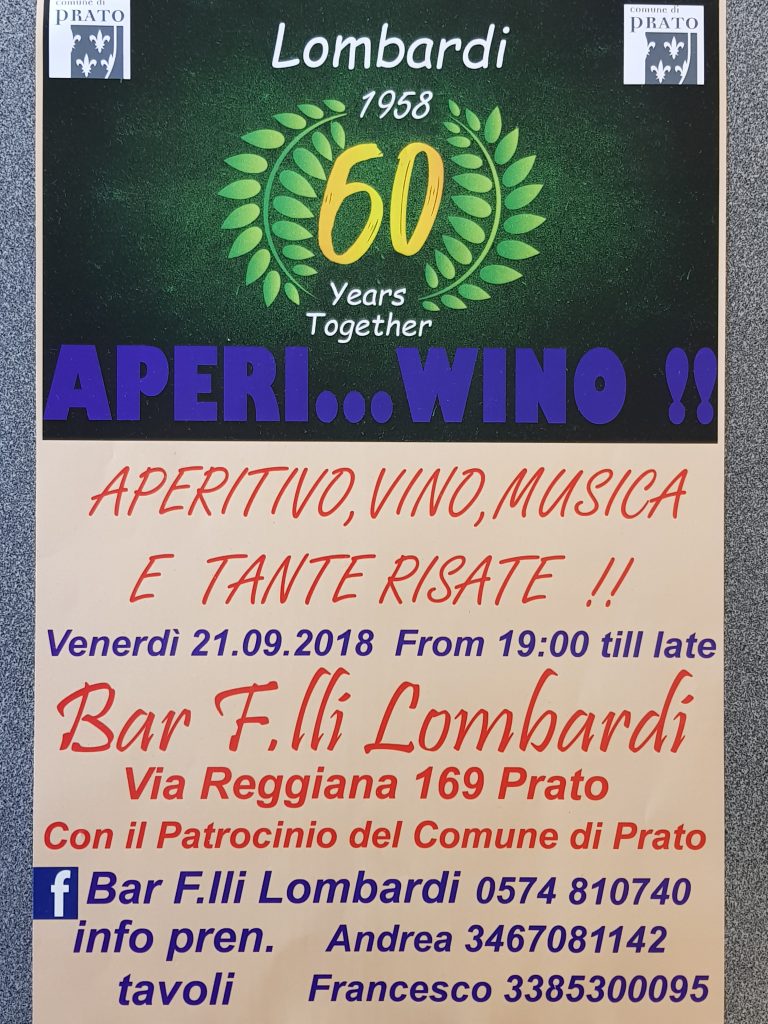 comune di
PRATO
comune di
PRATO
Lombardi
1958
60
Years
Together
APERI...WINO !!
APERITIVO, VINO, MUSICA
E TANTE RISATE !!
Venerdì 21.09.2018 From 19:00 till late
Bar F.lli Lombardi
Via Reggiana 169 Prato
Con il Patrocinio del Comune di Prato
f Bar F.lli Lombardi 0574 810740
info pren. Andrea 3467081142
tavoli Francesco 3385300095